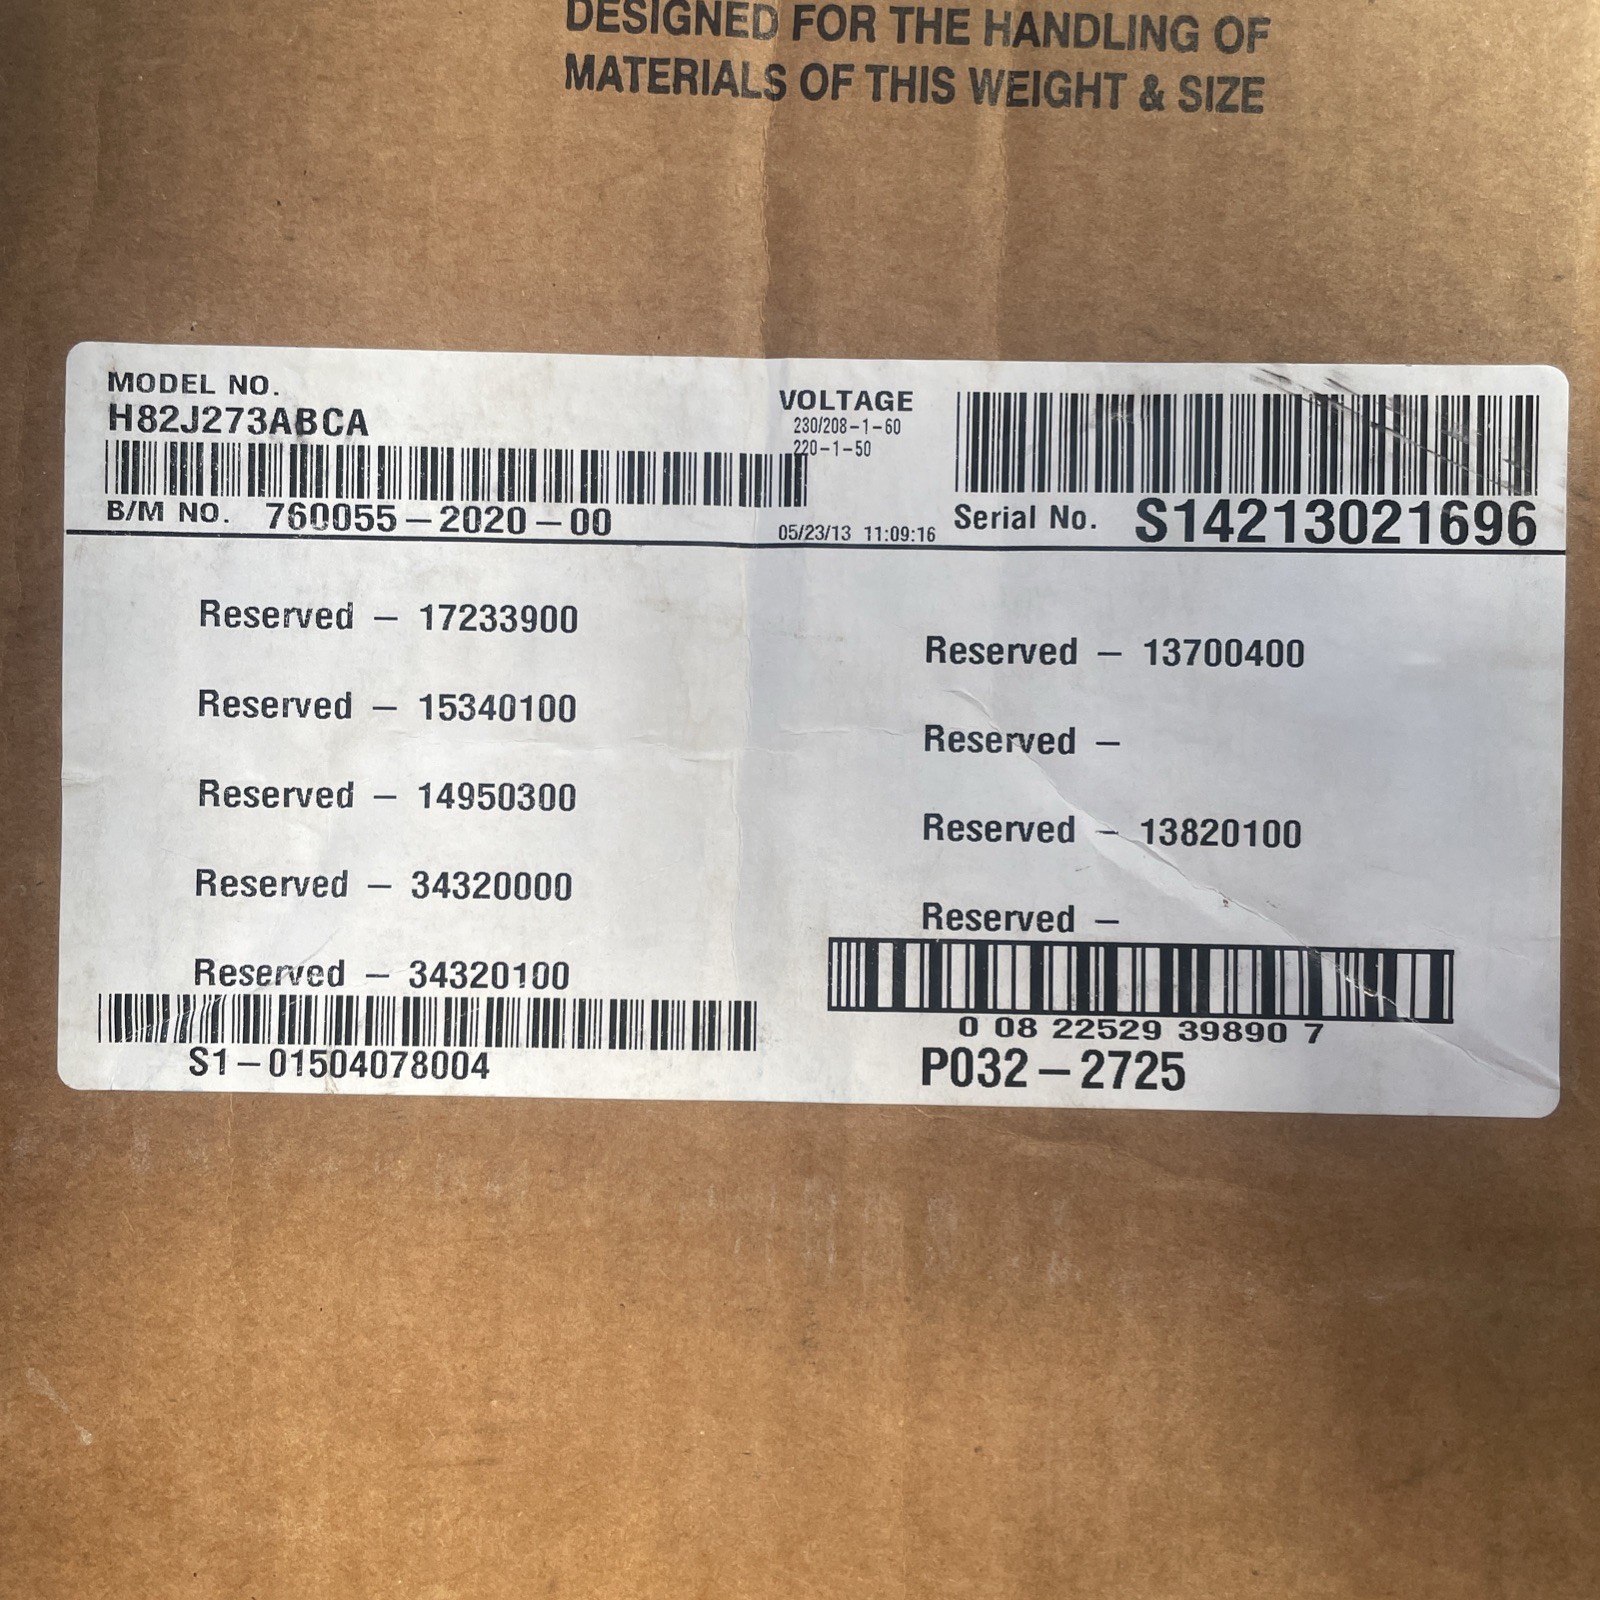 DESIGNED FOR THE HANDLING OF
MATERIALS OF THIS WEIGHT & SIZE
MODEL NO.
H82J273ABCA
B/M NO. 760055-2020-00
VOLTAGE
230/208-1-60
220-1-50
05/23/13 11:09:16
Serial No. S14213021696
Reserved - 17233900
Reserved - 15340100
Reserved - 14950300
Reserved - 34320000
Reserved - 34320100
S1-01504078004
Reserved - 13700400
Reserved -
Reserved - 13820100
Reserved -
0 08 22529 39890 7
P032-2725